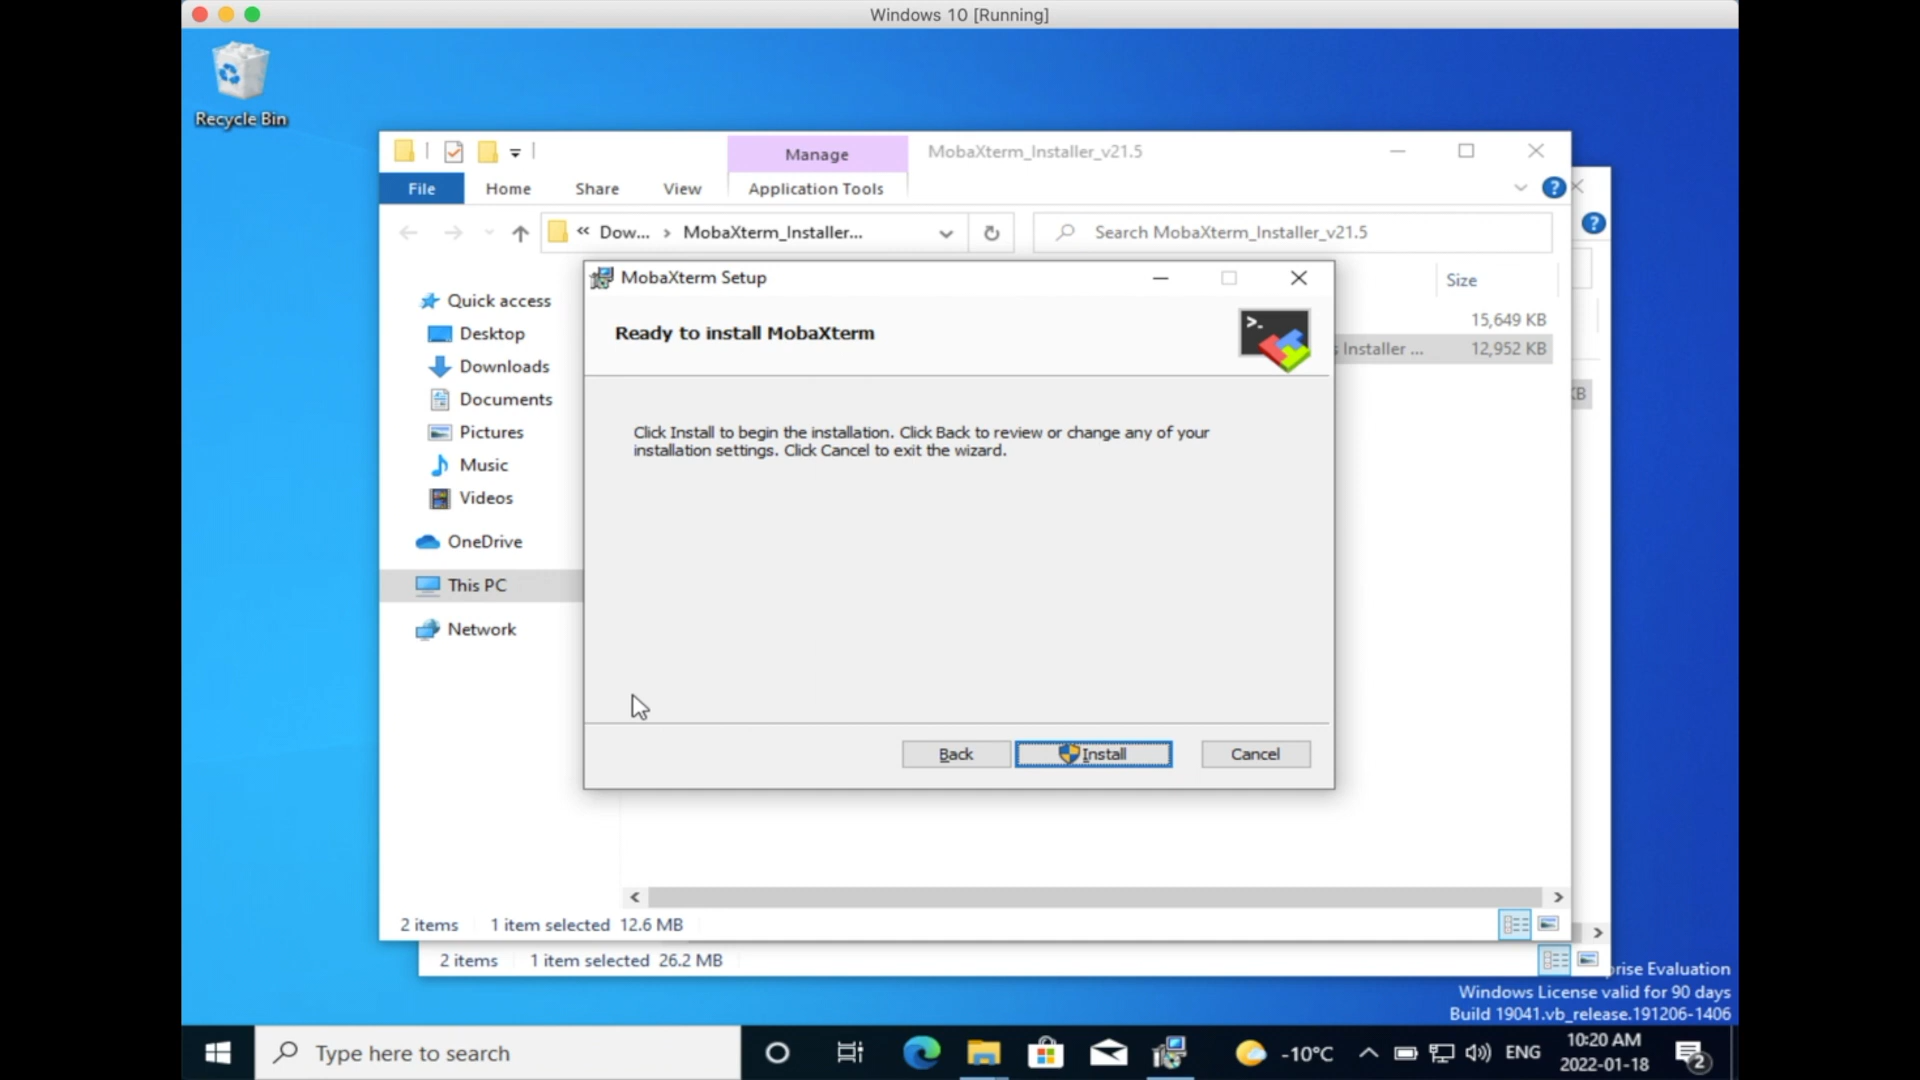 Windows 10 [Running]
Recycle Bin
Manage
MobaXterm_Installer_v21.5
File
Home
Share
View
Application Tools
« Dow... › MobaXterm_Installer...
Search MobaXterm_Installer_v21.5
MobaXterm Setup
Size
Quick access
15,649 KB
Desktop
Ready to install MobaXterm
s Installer ...
12,952 KB
Downloads
KB
Documents
Pictures
Click Install to begin the installation. Click Back to review or change any of your
installation settings. Click Cancel to exit the wizard.
Music
Videos
OneDrive
This PC
Network
Back
Install
Cancel
2 items
1 item selected 12.6 MB
2 items
1 item selected 26.2 MB
prise Evaluation
Windows License valid for 90 days
Build 19041.vb_release.191206-1406
Type here to search
-10°C
ENG
10:20 AM
2022-01-18
2